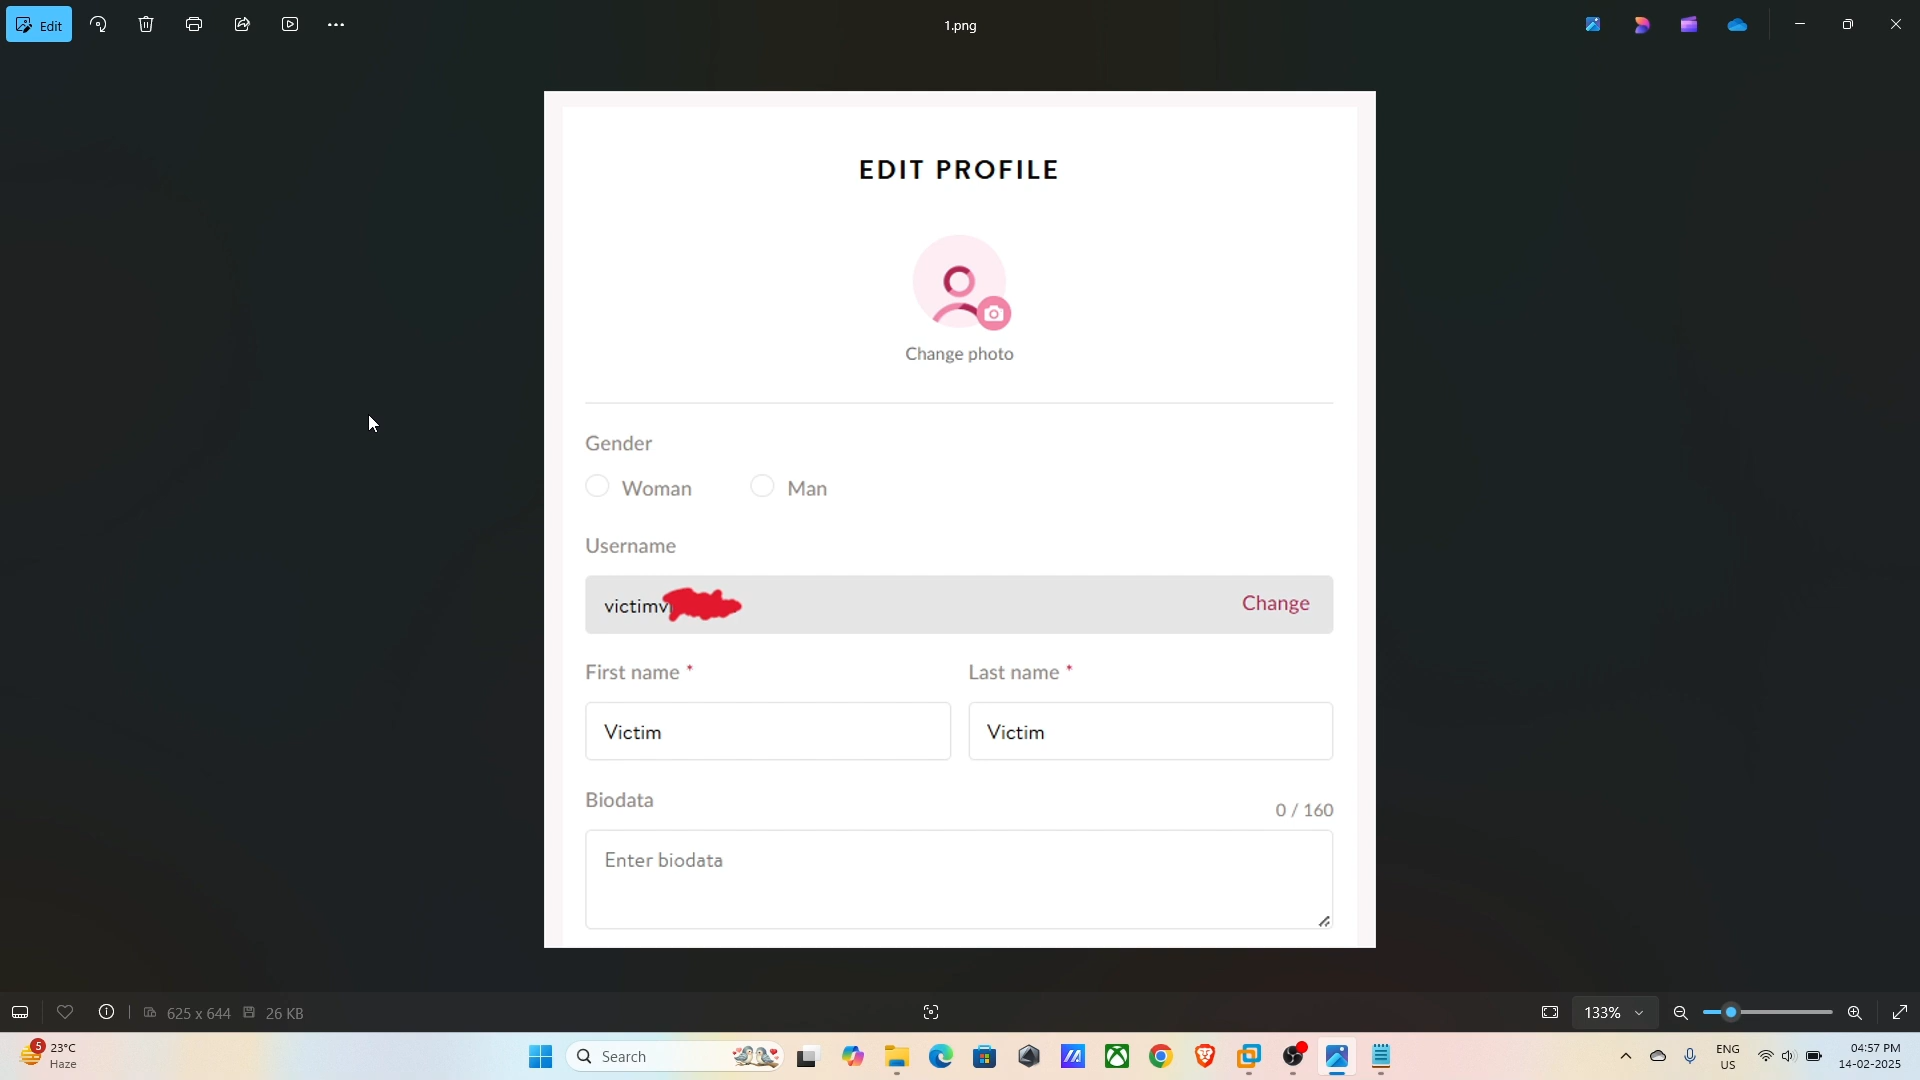 Edit
1.png
EDIT PROFILE
Change photo
Gender
Woman Man
Username
victimv
Change
First name *
Last name *
Victim
Victim
Biodata
0 / 160
Enter biodata
625 x 644 26 KB
133%
5
23°C
Haze
Search
ENG
US
04:57 PM
14-02-2025